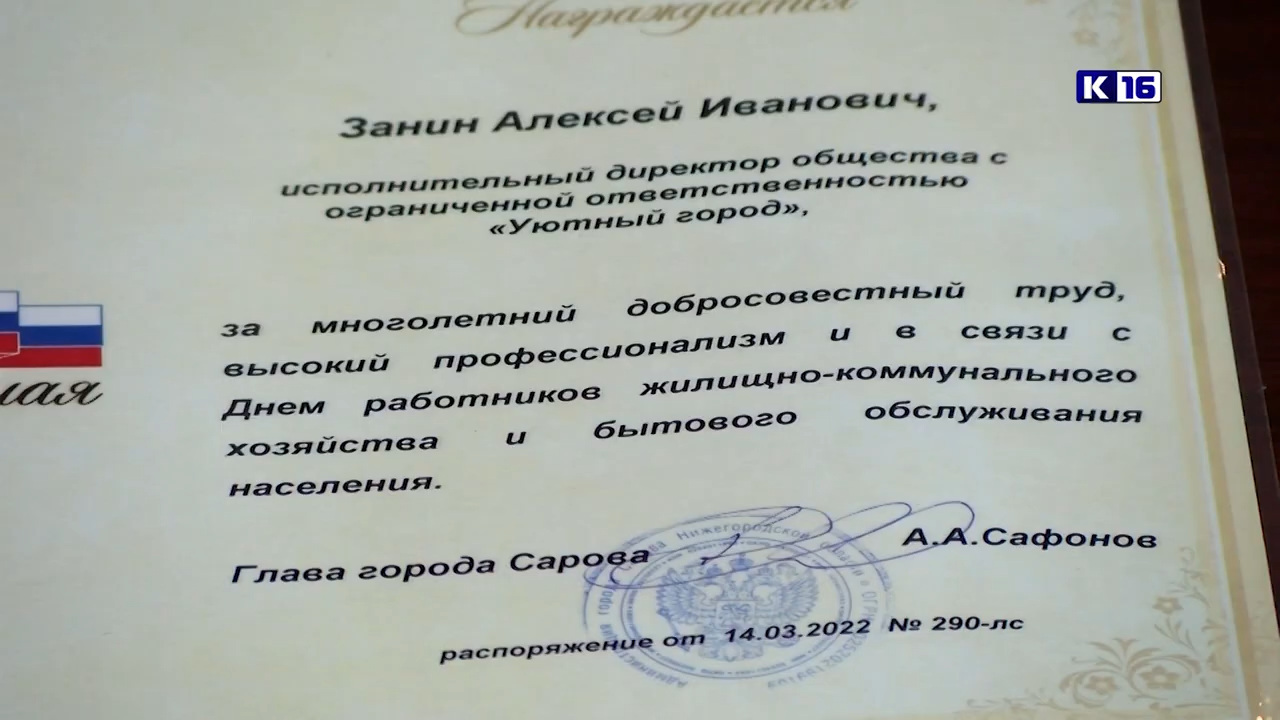 Награждается
К 16
Занин Алексей Иванович,
исполнительный директор общества с
ограниченной ответственностью
«Уютный город»,
за многолетний добросовестный труд,
высокий профессионализм и в связи с
Днем работников жилищно-коммунального
хозяйства и бытового обслуживания
населения.
Глава города Сарова А.А.Сафонов
Нижегородской
распоряжение от 14.03.2022 № 290-лс